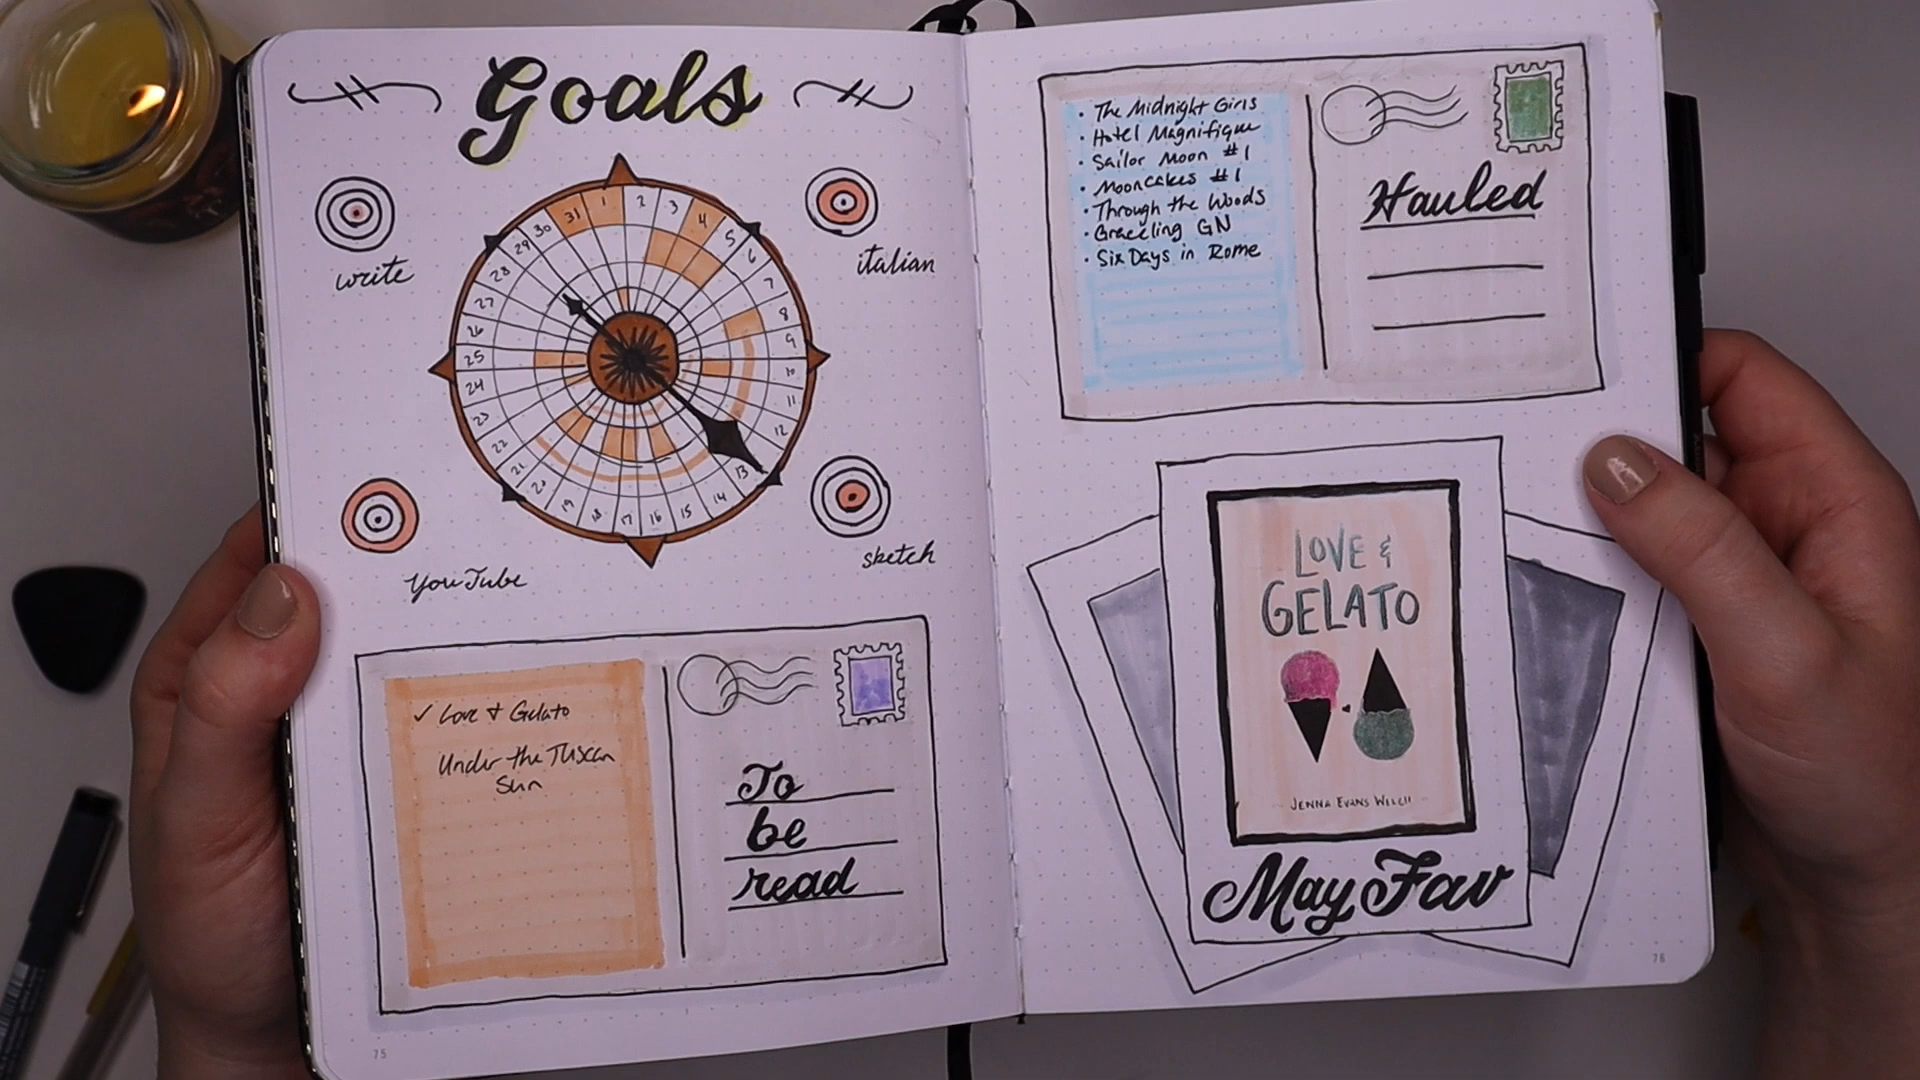 Goals
write
italian
31 1 2 3 4 5 6 7 8 9 10 11 12 13 14 15 16 17 18 19 20 21 22 23 24 25 26 27 28 29 30
YouTube
sketch
✓ Love & Gelato
Under the Tuscan
Sun
To
be
read
75
• The Midnight Girls
• Hotel Magnifique
• Sailor Moon #1
• Mooncakes #1
• Through the Woods
• Graceling GN
• Six Days in Rome
Hauled
LOVE &
GELATO
JENNA EVANS WELCH
May Fav
76